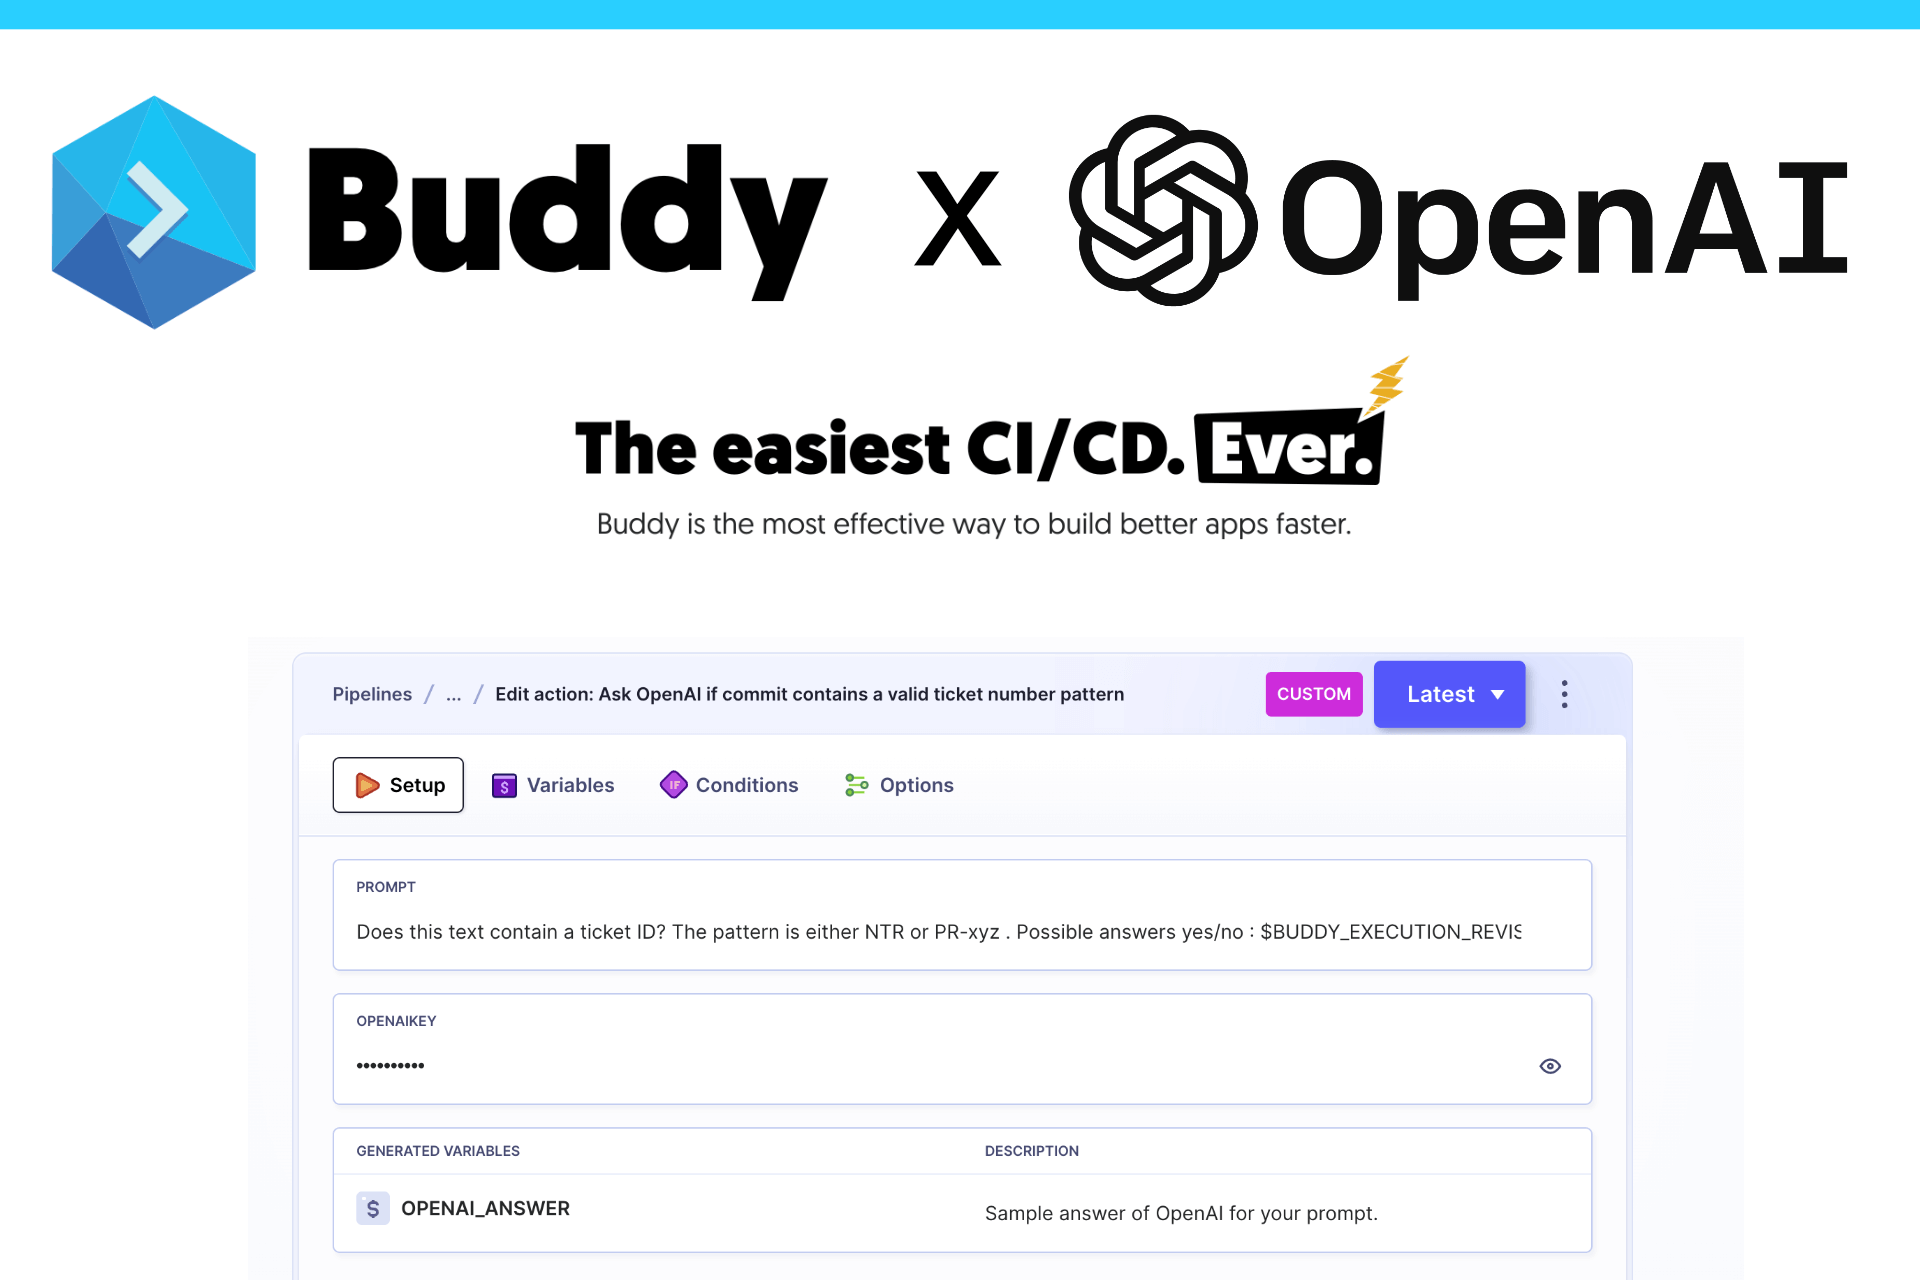 Buddy x OpenAI
The easiest CI/CD. Ever.
Buddy is the most effective way to build better apps faster.
Pipelines / ... / Edit action: Ask OpenAI if commit contains a valid ticket number pattern CUSTOM Latest
Setup $ Variables IF Conditions Options
PROMPT
Does this text contain a ticket ID? The pattern is either NTR or PR-xyz . Possible answers yes/no : $BUDDY_EXECUTION_REVIS
OPENAIKEY
••••••••••
GENERATED VARIABLES DESCRIPTION
$ OPENAI_ANSWER Sample answer of OpenAI for your prompt.